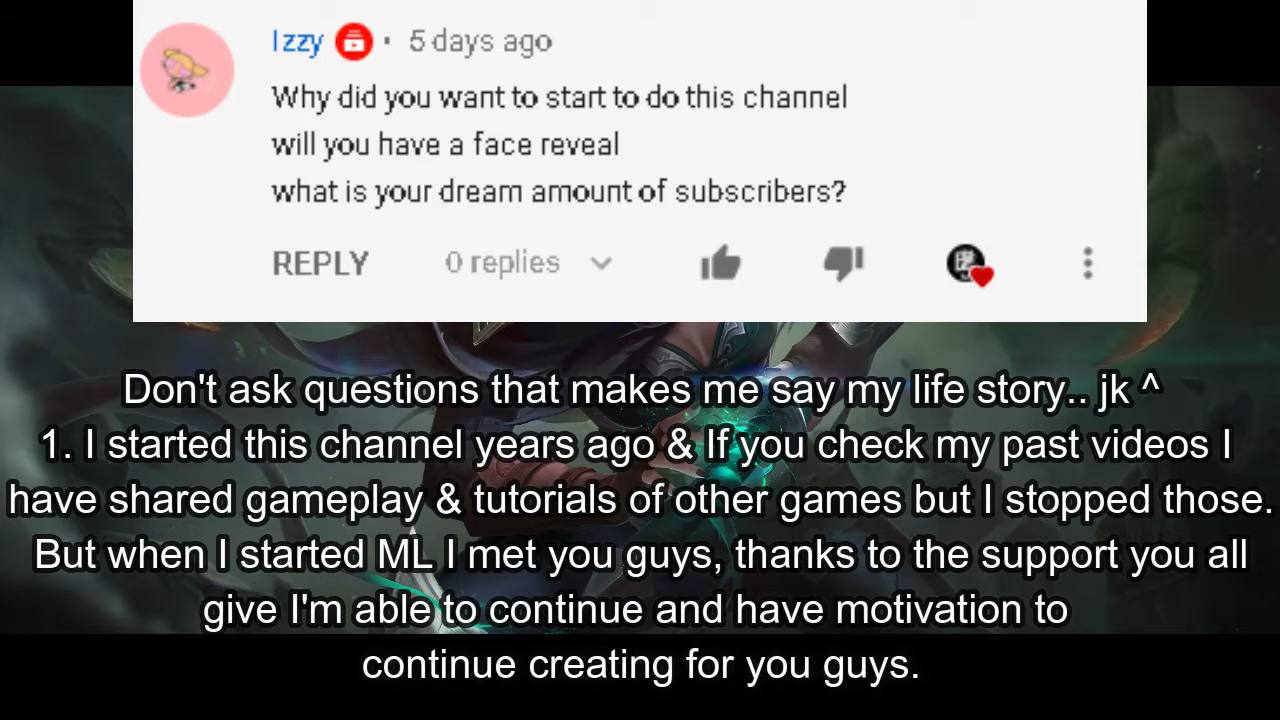 Izzy • 5 days ago
Why did you want to start to do this channel
will you have a face reveal
what is your dream amount of subscribers?
REPLY 0 replies
Don't ask questions that makes me say my life story.. jk ^
1. I started this channel years ago & If you check my past videos I
have shared gameplay & tutorials of other games but I stopped those.
But when I started ML I met you guys, thanks to the support you all
give I'm able to continue and have motivation to
continue creating for you guys.